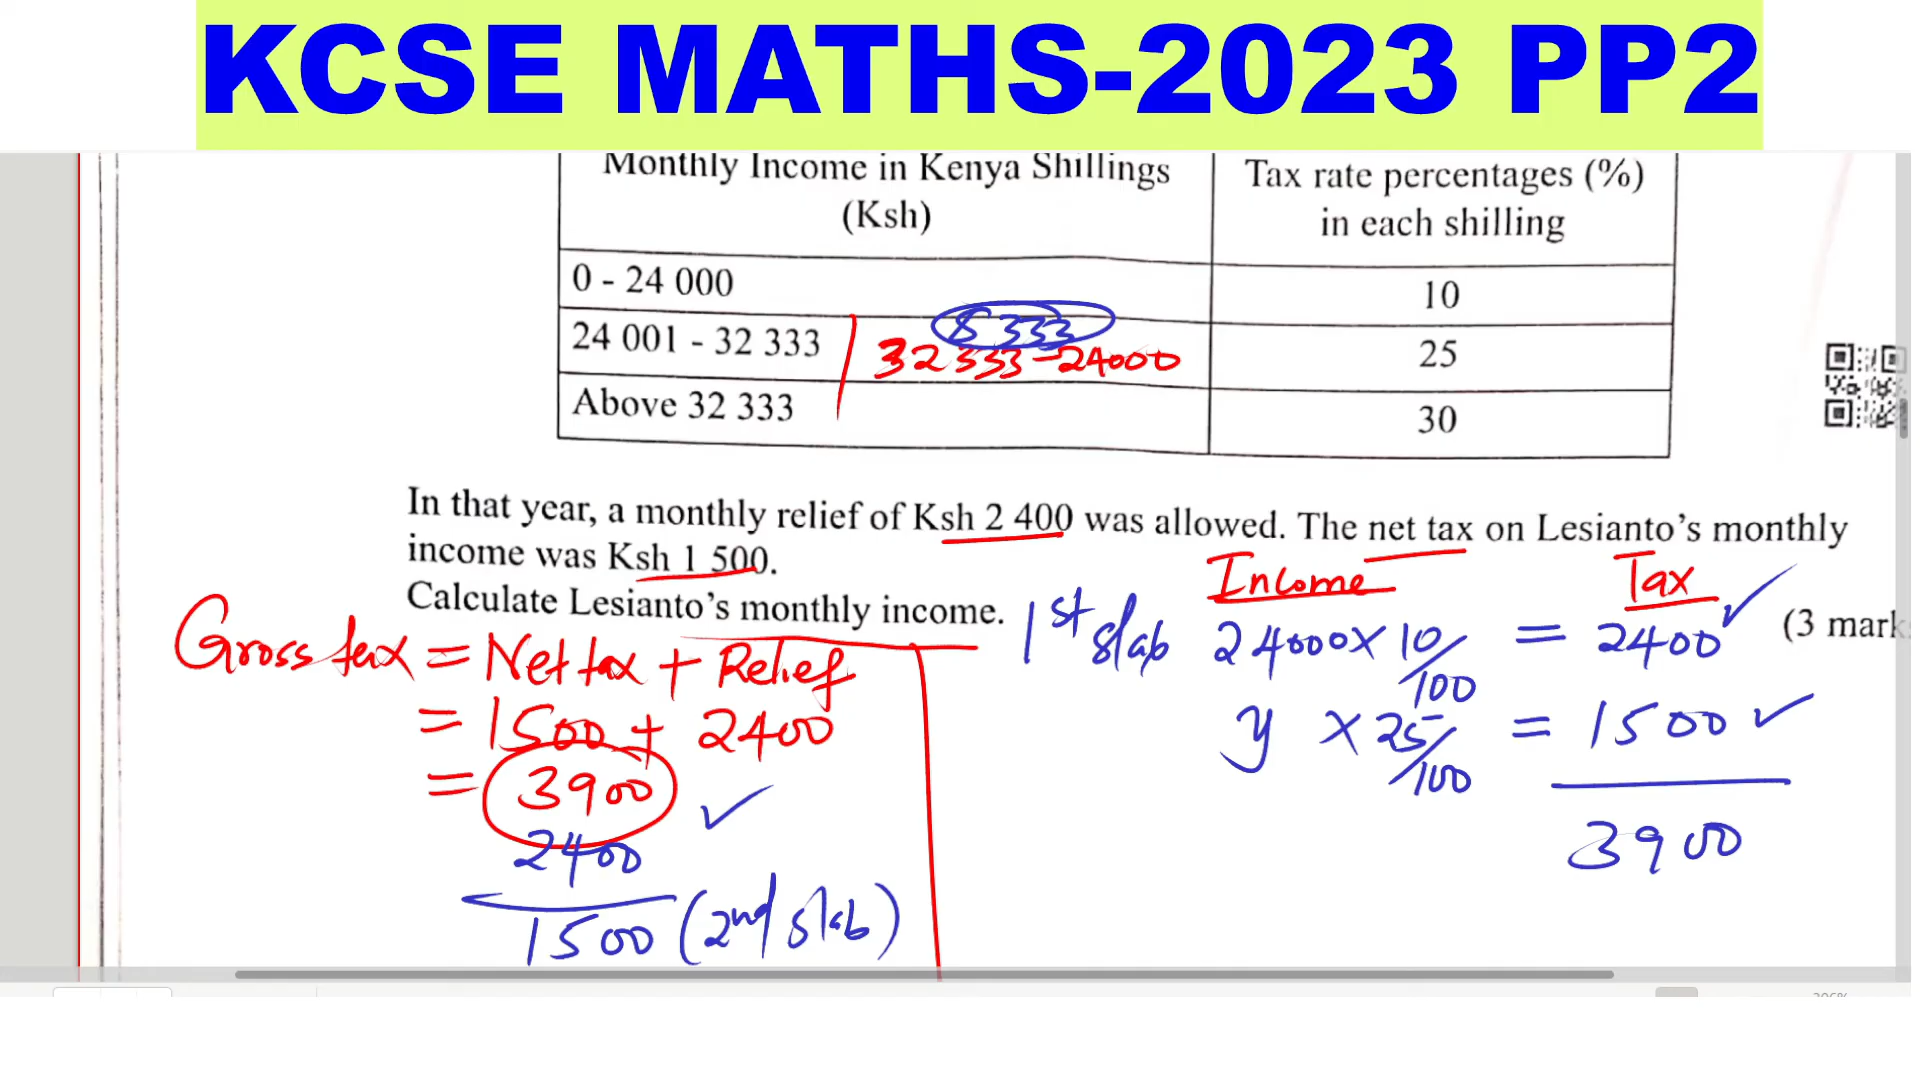 KCSE MATHS-2023 PP2
Monthly Income in Kenya Shillings (Ksh)
Tax rate percentages (%) in each shilling
0 - 24 000
10
8 333
24 001 - 32 333
32 333 - 24000
25
Above 32 333
30
In that year, a monthly relief of Ksh 2 400 was allowed. The net tax on Lesianto's monthly
income was Ksh 1 500.
Calculate Lesianto's monthly income.
(3 mark
Gross tax = Net tax + Relief
= 1500 + 2400
= 3900
2400
1500 (2nd slab)
Income
Tax
1st slab 24000 x 10/100 = 2400
y x 25/100 = 1500
3900